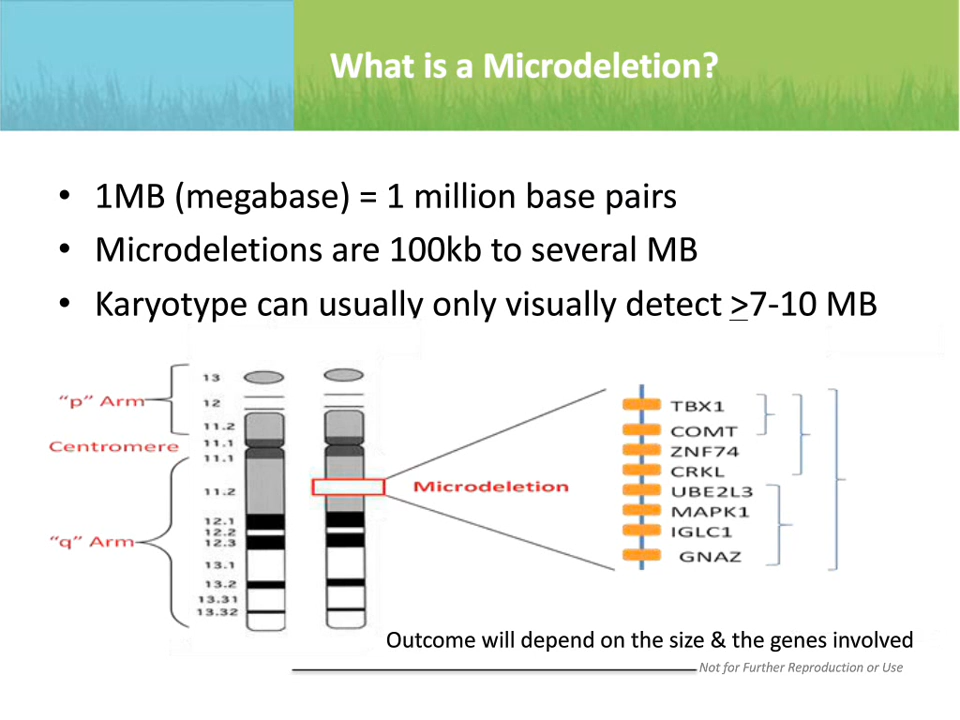 What is a Microdeletion?
• 1MB (megabase) = 1 million base pairs
• Microdeletions are 100kb to several MB
• Karyotype can usually only visually detect ≥7-10 MB
"p" Arm
Centromere
"q" Arm
13
12
11.2
11.1
11.1
11.2
12.1
12.2
12.3
13.1
13.2
13.31
13.32
Microdeletion
TBX1
COMT
ZNF74
CRKL
UBE2L3
MAPK1
IGLC1
GNAZ
Outcome will depend on the size & the genes involved
Not for Further Reproduction or Use